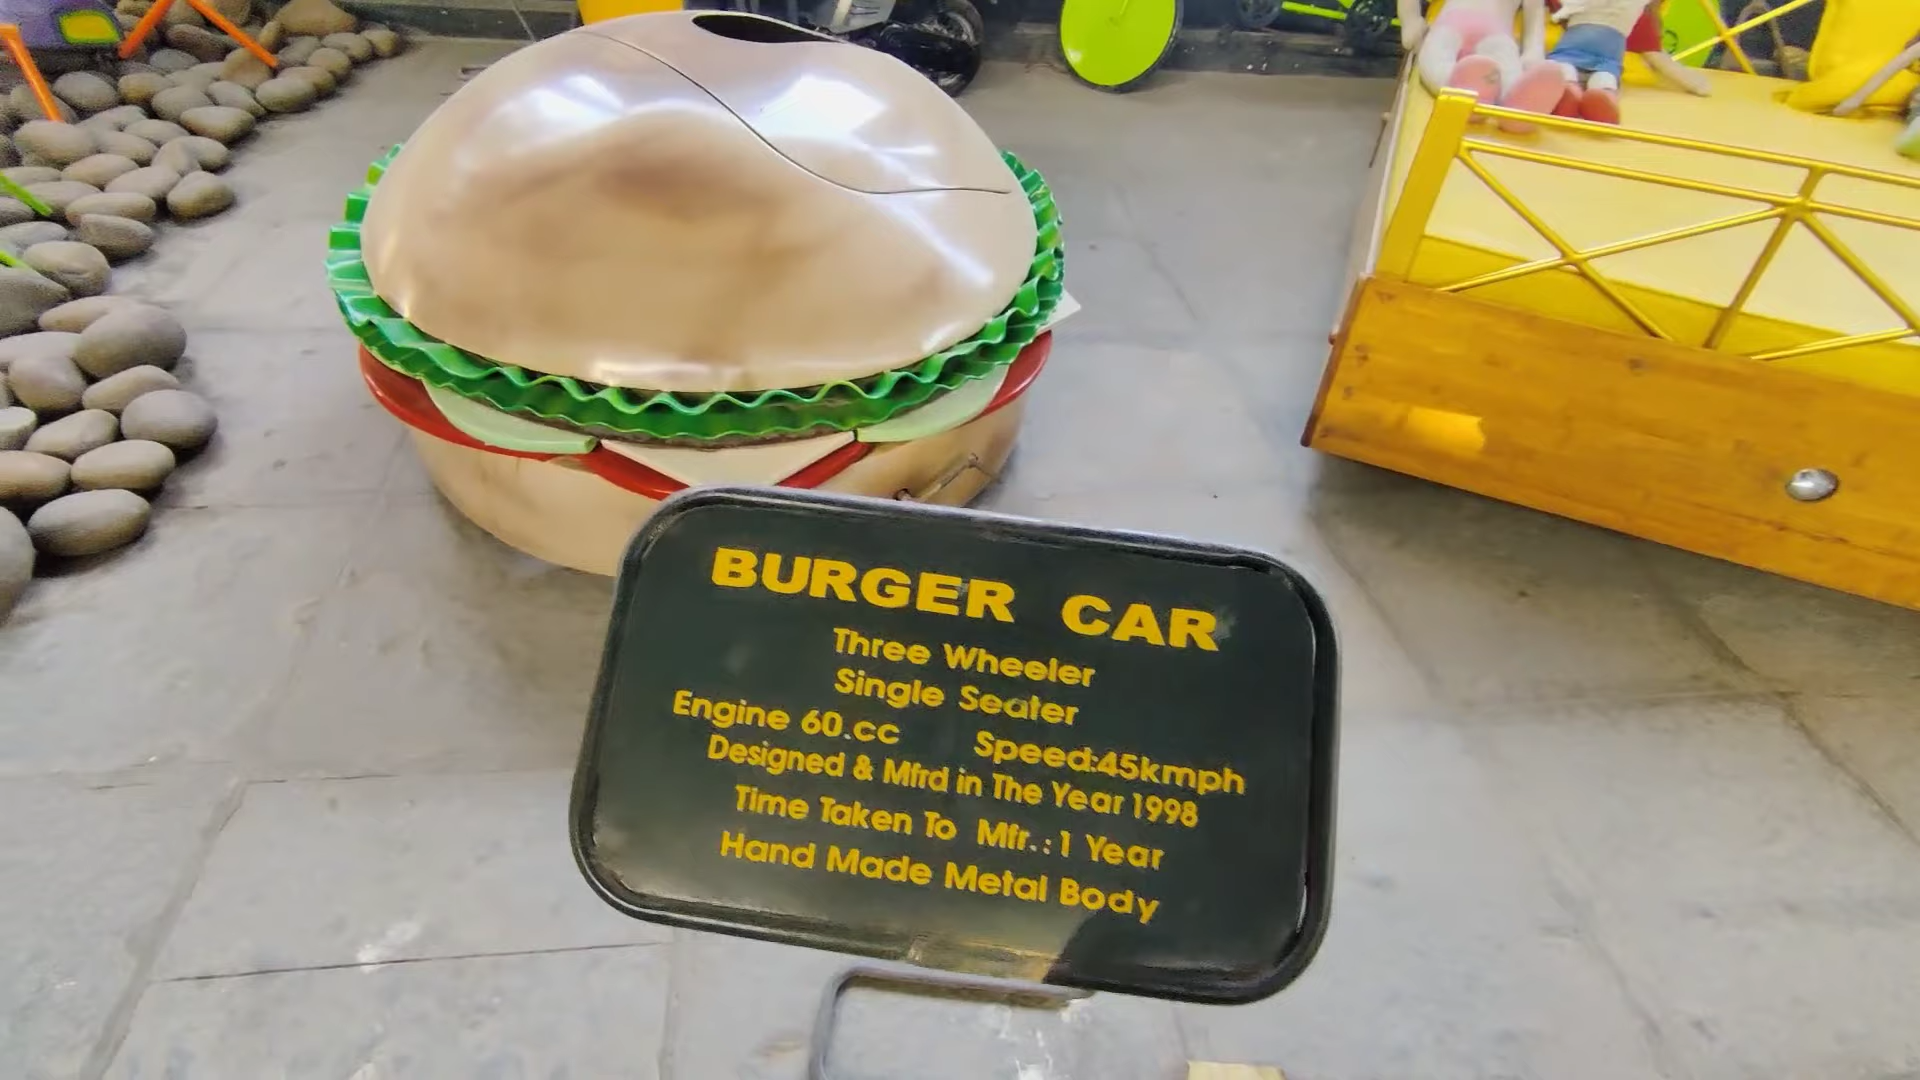 BURGER CAR
Three Wheeler
Single Seater
Engine 60.cc Speed:45kmph
Designed & Mfrd in The Year 1998
Time Taken To Mfr.:1 Year
Hand Made Metal Body